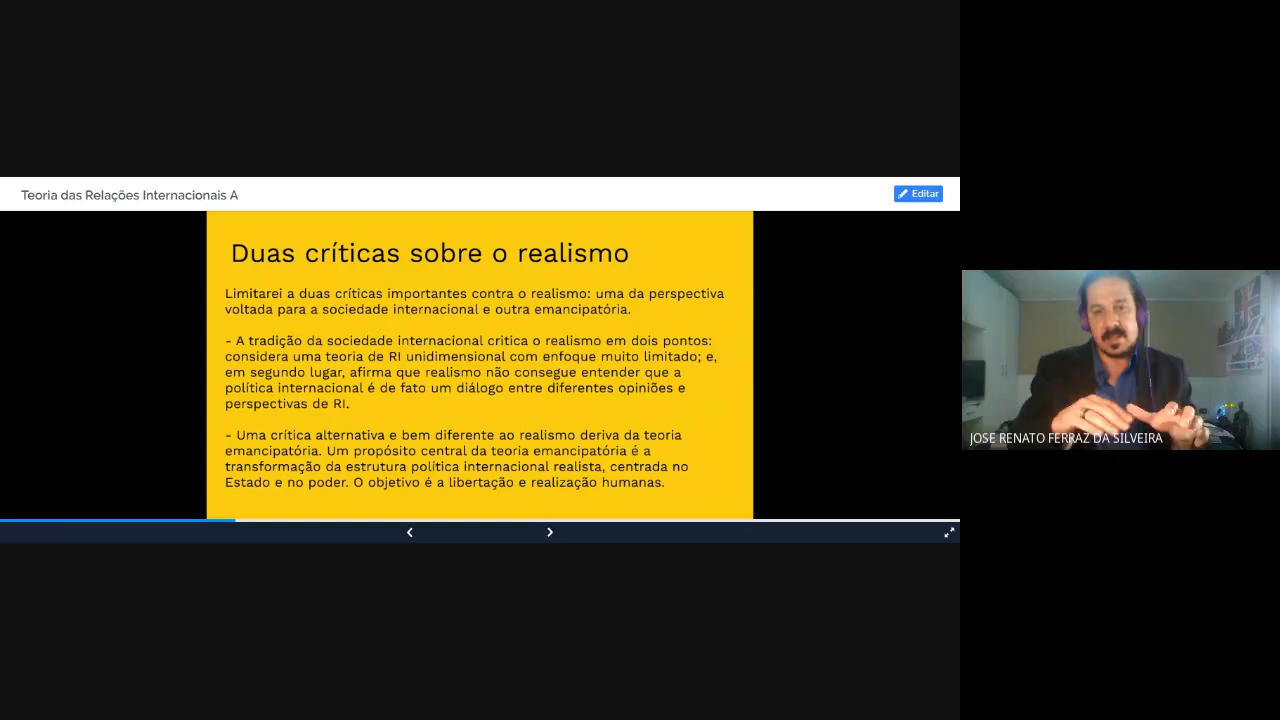 Teoria das Relações Internacionais A
Editar
Duas críticas sobre o realismo
Limitarei a duas críticas importantes contra o realismo: uma da perspectiva
voltada para a sociedade internacional e outra emancipatória.
- A tradição da sociedade internacional critica o realismo em dois pontos:
considera uma teoria de RI unidimensional com enfoque muito limitado; e,
em segundo lugar, afirma que realismo não consegue entender que a
política internacional é de fato um diálogo entre diferentes opiniões e
perspectivas de RI.
- Uma crítica alternativa e bem diferente ao realismo deriva da teoria
emancipatória. Um propósito central da teoria emancipatória é a
transformação da estrutura política internacional realista, centrada no
Estado e no poder. O objetivo é a libertação e realização humanas.
JOSE RENATO FERRAZ DA SILVEIRA